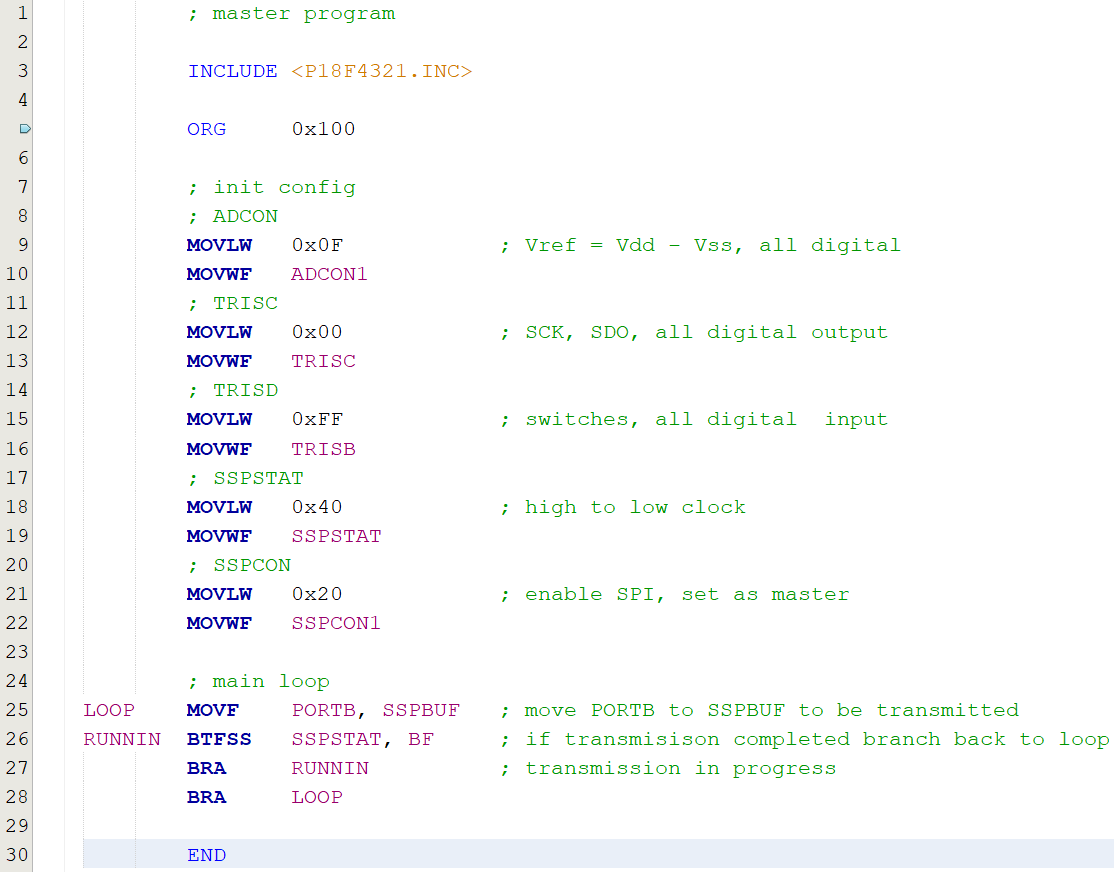 1 ; master program
2
3 INCLUDE <P18F4321.INC>
4
ORG 0x100
6
7 ; init config
8 ; ADCON
9 MOVLW 0x0F ; Vref = Vdd - Vss, all digital
10 MOVWF ADCON1
11 ; TRISC
12 MOVLW 0x00 ; SCK, SDO, all digital output
13 MOVWF TRISC
14 ; TRISD
15 MOVLW 0xFF ; switches, all digital  input
16 MOVWF TRISB
17 ; SSPSTAT
18 MOVLW 0x40 ; high to low clock
19 MOVWF SSPSTAT
20 ; SSPCON
21 MOVLW 0x20 ; enable SPI, set as master
22 MOVWF SSPCON1
23
24 ; main loop
25 LOOP MOVF PORTB, SSPBUF ; move PORTB to SSPBUF to be transmitted
26 RUNNIN BTFSS SSPSTAT, BF ; if transmisison completed branch back to loop
27 BRA RUNNIN ; transmission in progress
28 BRA LOOP
29
30 END